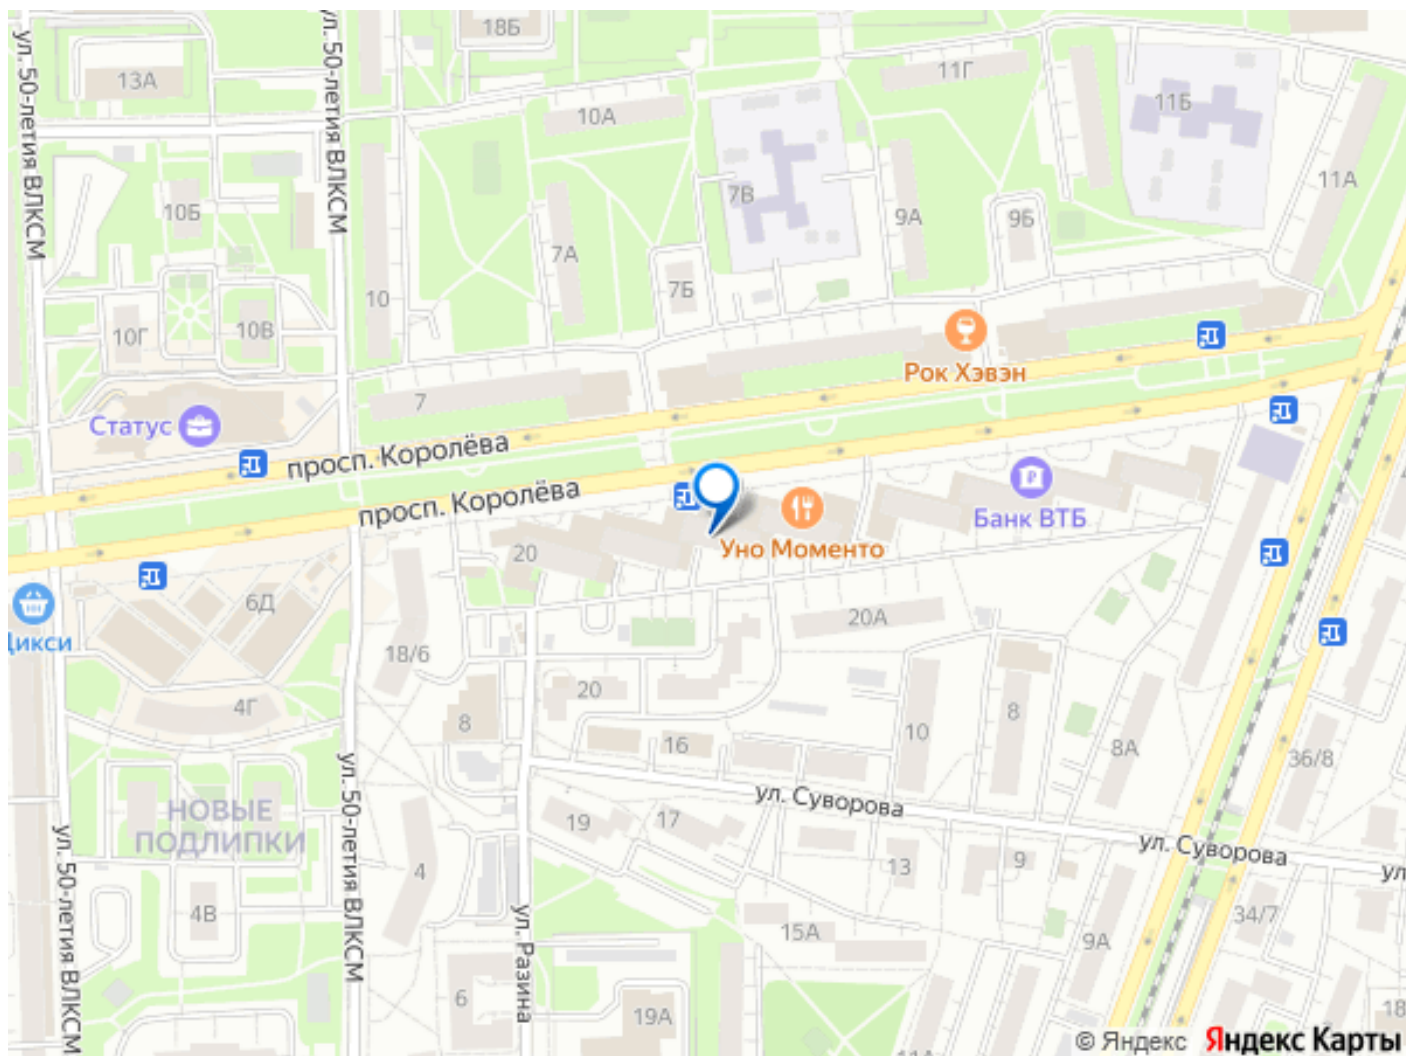 18Б
ул. 50-летия ВЛКСМ
ул. 50-летия ВЛКСМ
13А
11Г
11Б
10А
7В
11А
10Б
9А
9Б
7А
7Б
10
10Г
10В
Рок Хэвэн
7
Статус
просп. Королёва
просп. Королёва
Банк ВТБ
Уно Моменто
20
6Д
Дикси
20А
18/6
20
4Г
8
16
10
8
8А
36/8
ул. 50-летия ВЛКСМ
ул. Суворова
НОВЫЕ
ПОДЛИПКИ
19
17
ул. Суворова
ул. 50-летия ВЛКСМ
13
9
ул
4
4В
34/7
ул. Разина
15А
9А
6
19А
18
11А
© Яндекс Яндекс Карты